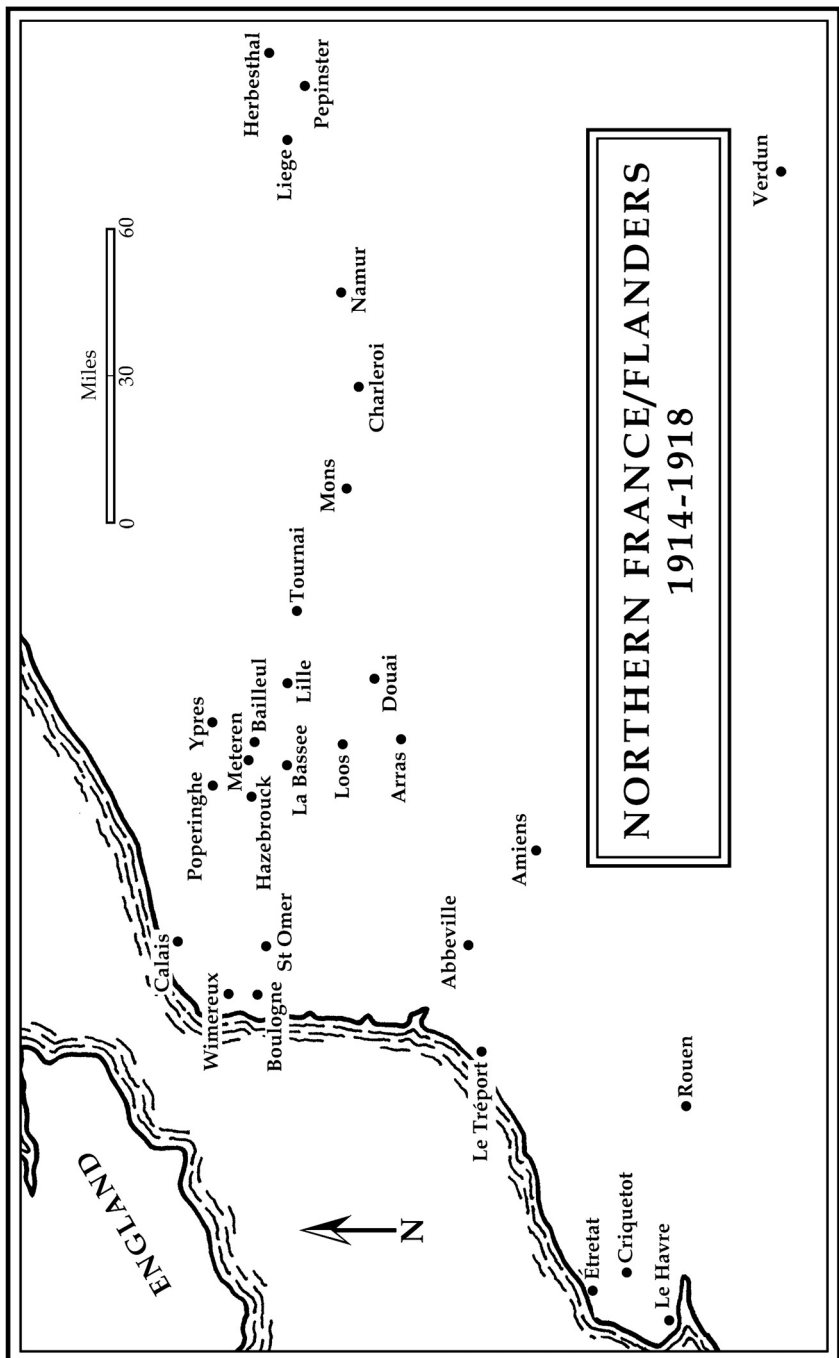 ENGLAND
N
Miles
0 30 60
Calais
Wimereux
Boulogne
St Omer
Poperinghe
Ypres
Meteren
Bailleul
Hazebrouck
La Bassee
Lille
Tournai
Loos
Arras
Douai
Mons
Charleroi
Namur
Liege
Herbesthal
Pepinster
Abbeville
Amiens
Le Tréport
Rouen
Étretat
Criquetot
Le Havre
Verdun
NORTHERN FRANCE/FLANDERS
1914-1918